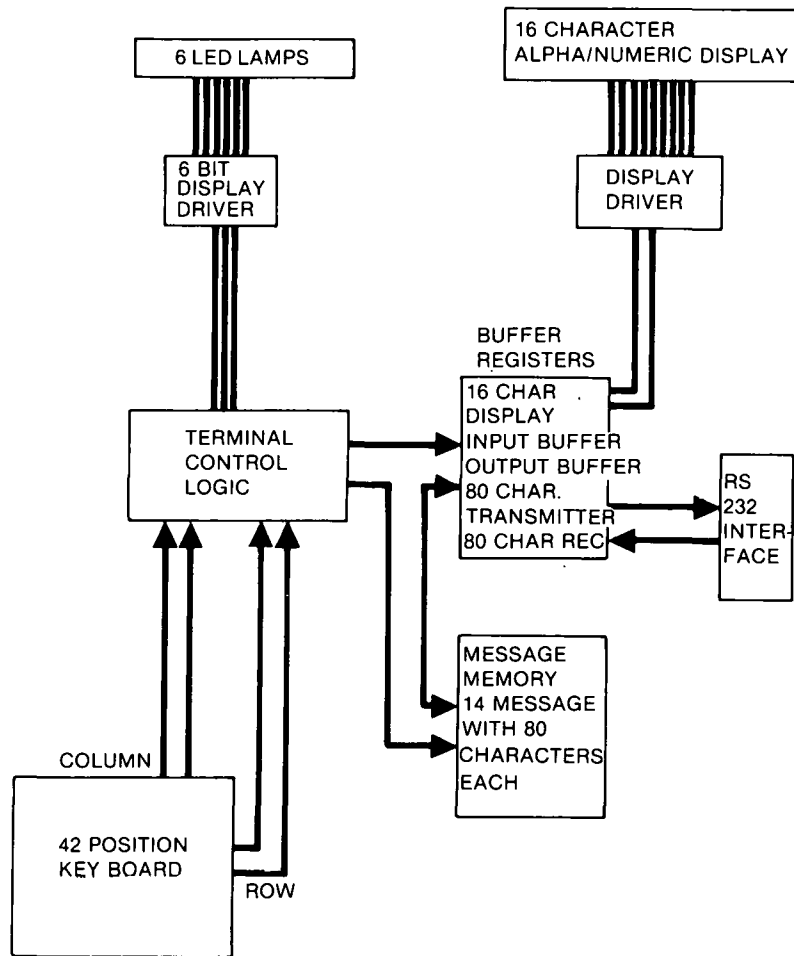 6 LED LAMPS
16 CHARACTER
ALPHA/NUMERIC DISPLAY
6 BIT
DISPLAY
DRIVER
DISPLAY
DRIVER
BUFFER
REGISTERS
16 CHAR
DISPLAY
INPUT BUFFER
OUTPUT BUFFER
80 CHAR.
TRANSMITTER
80 CHAR REC
TERMINAL
CONTROL
LOGIC
RS
232
INTER-
FACE
MESSAGE
MEMORY
14 MESSAGE
WITH 80
CHARACTERS
EACH
COLUMN
42 POSITION
KEY BOARD
ROW